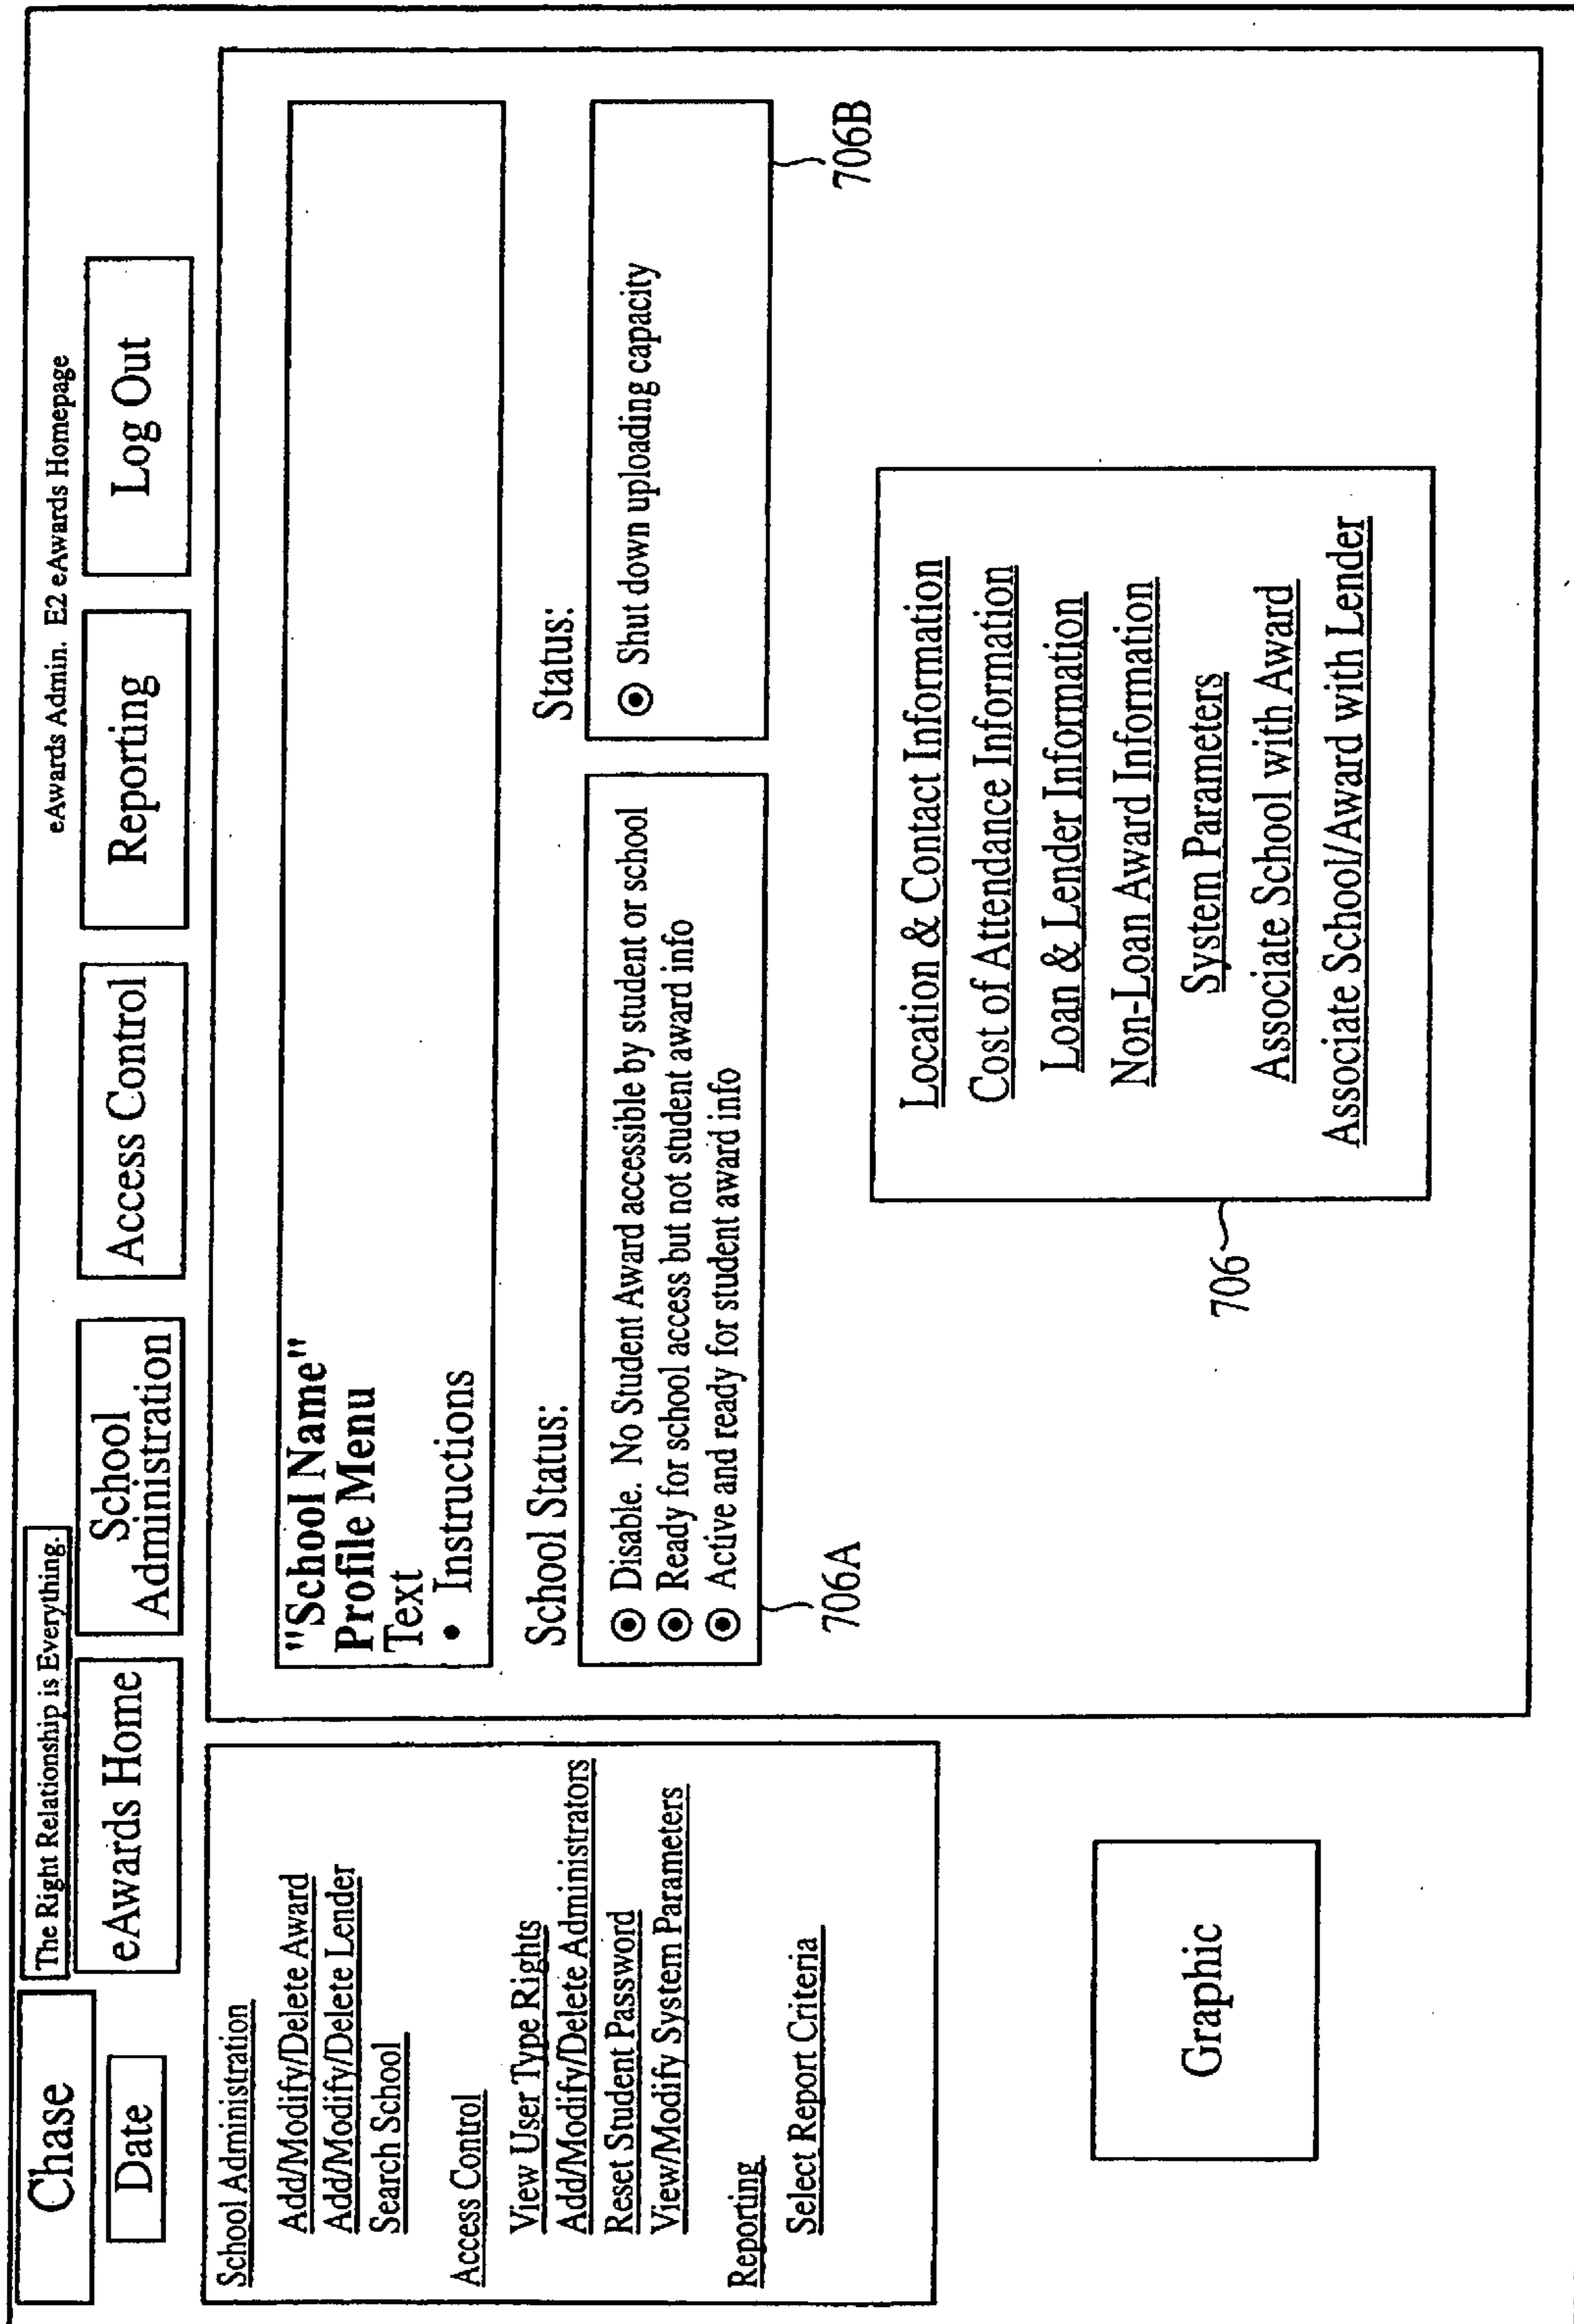 Chase
The Right Relationship is Everything.
eAwards Admin.  E2 eAwards Homepage
Date
eAwards Home
School
Administration
Access Control
Reporting
Log Out
School Administration
Add/Modify/Delete Award
Add/Modify/Delete Lender
Search School
Access Control
View User Type Rights
Add/Modify/Delete Administrators
Reset Student Password
View/Modify System Parameters
Reporting
Select Report Criteria
Graphic
"School Name"
Profile Menu
Text
• Instructions
School Status:
Disable.  No Student Award accessible by student or school
Ready for school access but not student award info
Active and ready for student award info
706A
Status:
Shut down uploading capacity
706B
Location & Contact Information
Cost of Attendance Information
Loan & Lender Information
Non-Loan Award Information
System Parameters
Associate School with Award
Associate School/Award with Lender
706